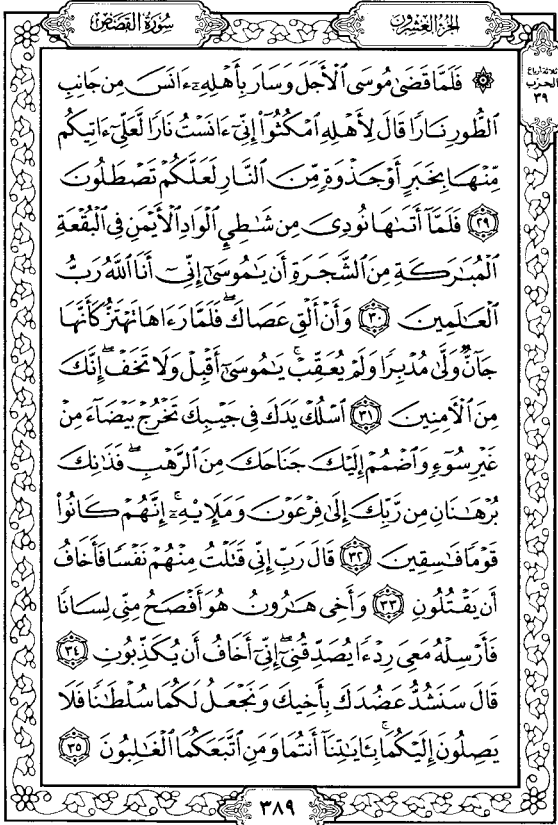 سُورَةُ القَصَصِ
الجُزْءُ العِشْرُونَ
ثلاثة أرباع
الحزب
٣٩
۞ فَلَمَّا قَضَىٰ مُوسَى ٱلْأَجَلَ وَسَارَ بِأَهْلِهِۦٓ ءَانَسَ مِن جَانِبِ
ٱلطُّورِ نَارًا قَالَ لِأَهْلِهِ ٱمْكُثُوٓا۟ إِنِّىٓ ءَانَسْتُ نَارًا لَّعَلِّىٓ ءَاتِيكُم
مِّنْهَا بِخَبَرٍ أَوْ جَذْوَةٍ مِّنَ ٱلنَّارِ لَعَلَّكُمْ تَصْطَلُونَ
٢٩ فَلَمَّآ أَتَىٰهَا نُودِىَ مِن شَـٰطِئِ ٱلْوَادِ ٱلْأَيْمَنِ فِى ٱلْبُقْعَةِ
ٱلْمُبَـٰرَكَةِ مِنَ ٱلشَّجَرَةِ أَن يَـٰمُوسَىٰٓ إِنِّىٓ أَنَا ٱللَّهُ رَبُّ
ٱلْعَـٰلَمِينَ ٣٠ وَأَنْ أَلْقِ عَصَاكَ ۖ فَلَمَّا رَءَاهَا تَهْتَزُّ كَأَنَّهَا
جَآنٌّ وَلَّىٰ مُدْبِرًا وَلَمْ يُعَقِّبْ ۚ يَـٰمُوسَىٰٓ أَقْبِلْ وَلَا تَخَفْ ۖ إِنَّكَ
مِنَ ٱلْـَٔامِنِينَ ٣١ ٱسْلُكْ يَدَكَ فِى جَيْبِكَ تَخْرُجْ بَيْضَآءَ مِنْ
غَيْرِ سُوٓءٍ وَٱضْمُمْ إِلَيْكَ جَنَاحَكَ مِنَ ٱلرَّهْبِ ۖ فَذَٰنِكَ
بُرْهَـٰنَانِ مِن رَّبِّكَ إِلَىٰ فِرْعَوْنَ وَمَلَإِي۟هِۦٓ ۚ إِنَّهُمْ كَانُوا۟
قَوْمًا فَـٰسِقِينَ ٣٢ قَالَ رَبِّ إِنِّى قَتَلْتُ مِنْهُمْ نَفْسًا فَأَخَافُ
أَن يَقْتُلُونِ ٣٣ وَأَخِى هَـٰرُونُ هُوَ أَفْصَحُ مِنِّى لِسَانًا
فَأَرْسِلْهُ مَعِىَ رِدْءًا يُصَدِّقُنِىٓ ۖ إِنِّىٓ أَخَافُ أَن يُكَذِّبُونِ ٣٤
قَالَ سَنَشُدُّ عَضُدَكَ بِأَخِيكَ وَنَجْعَلُ لَكُمَا سُلْطَـٰنًا فَلَا
يَصِلُونَ إِلَيْكُمَا ۚ بِـَٔايَـٰتِنَآ أَنتُمَا وَمَنِ ٱتَّبَعَكُمَا ٱلْغَـٰلِبُونَ ٣٥
٣٨٩